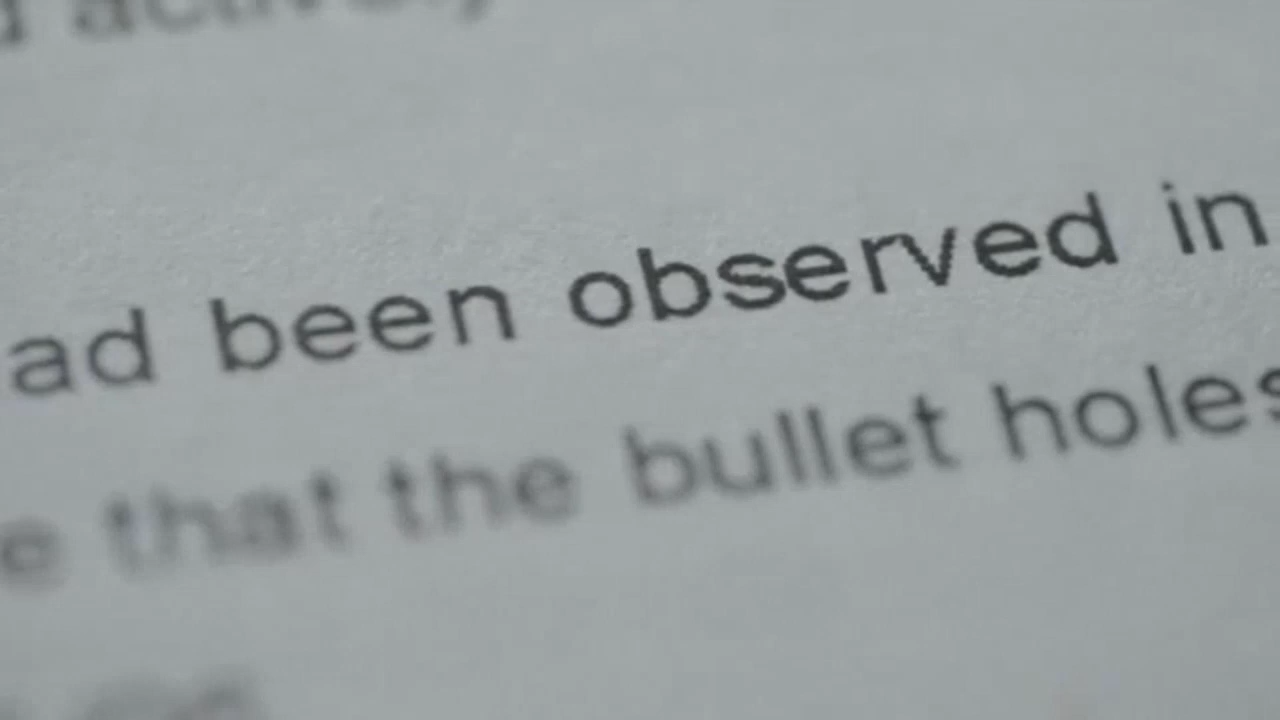 ad been observed in
e that the bullet holes